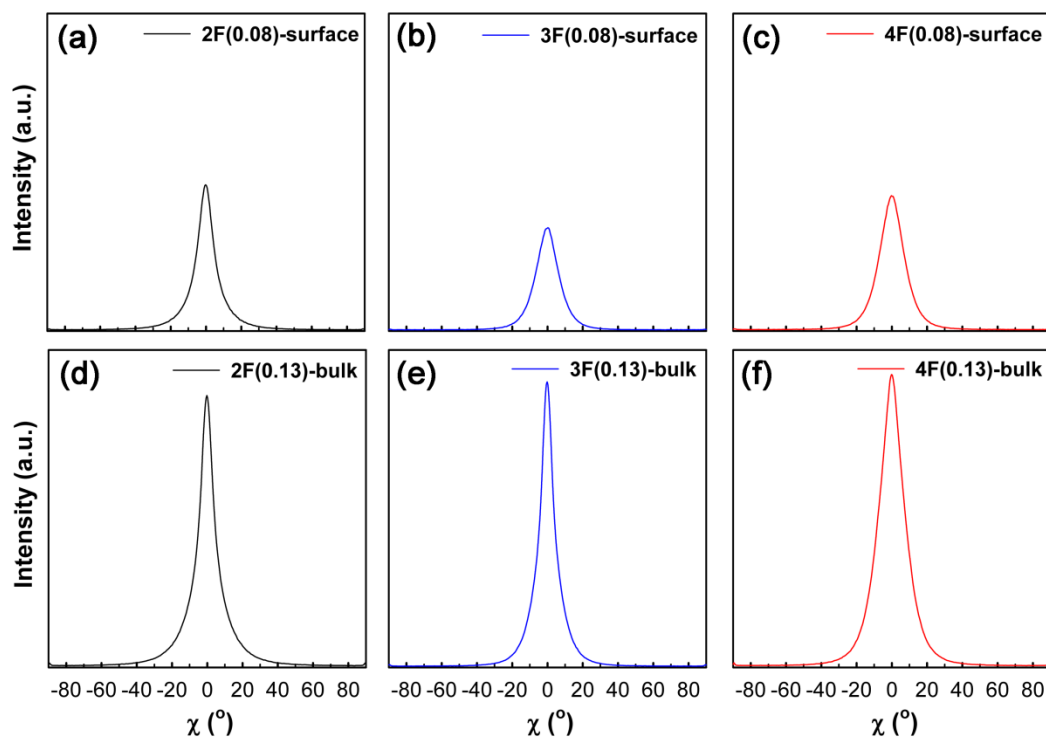 (a) 2F(0.08)-surface
(b) 3F(0.08)-surface
(c) 4F(0.08)-surface
Intensity (a.u.)
(d) 2F(0.13)-bulk
(e) 3F(0.13)-bulk
(f) 4F(0.13)-bulk
Intensity (a.u.)
-80 -60 -40 -20 0 20 40 60 80
-80 -60 -40 -20 0 20 40 60 80
-80 -60 -40 -20 0 20 40 60 80
χ (°)
χ (°)
χ (°)